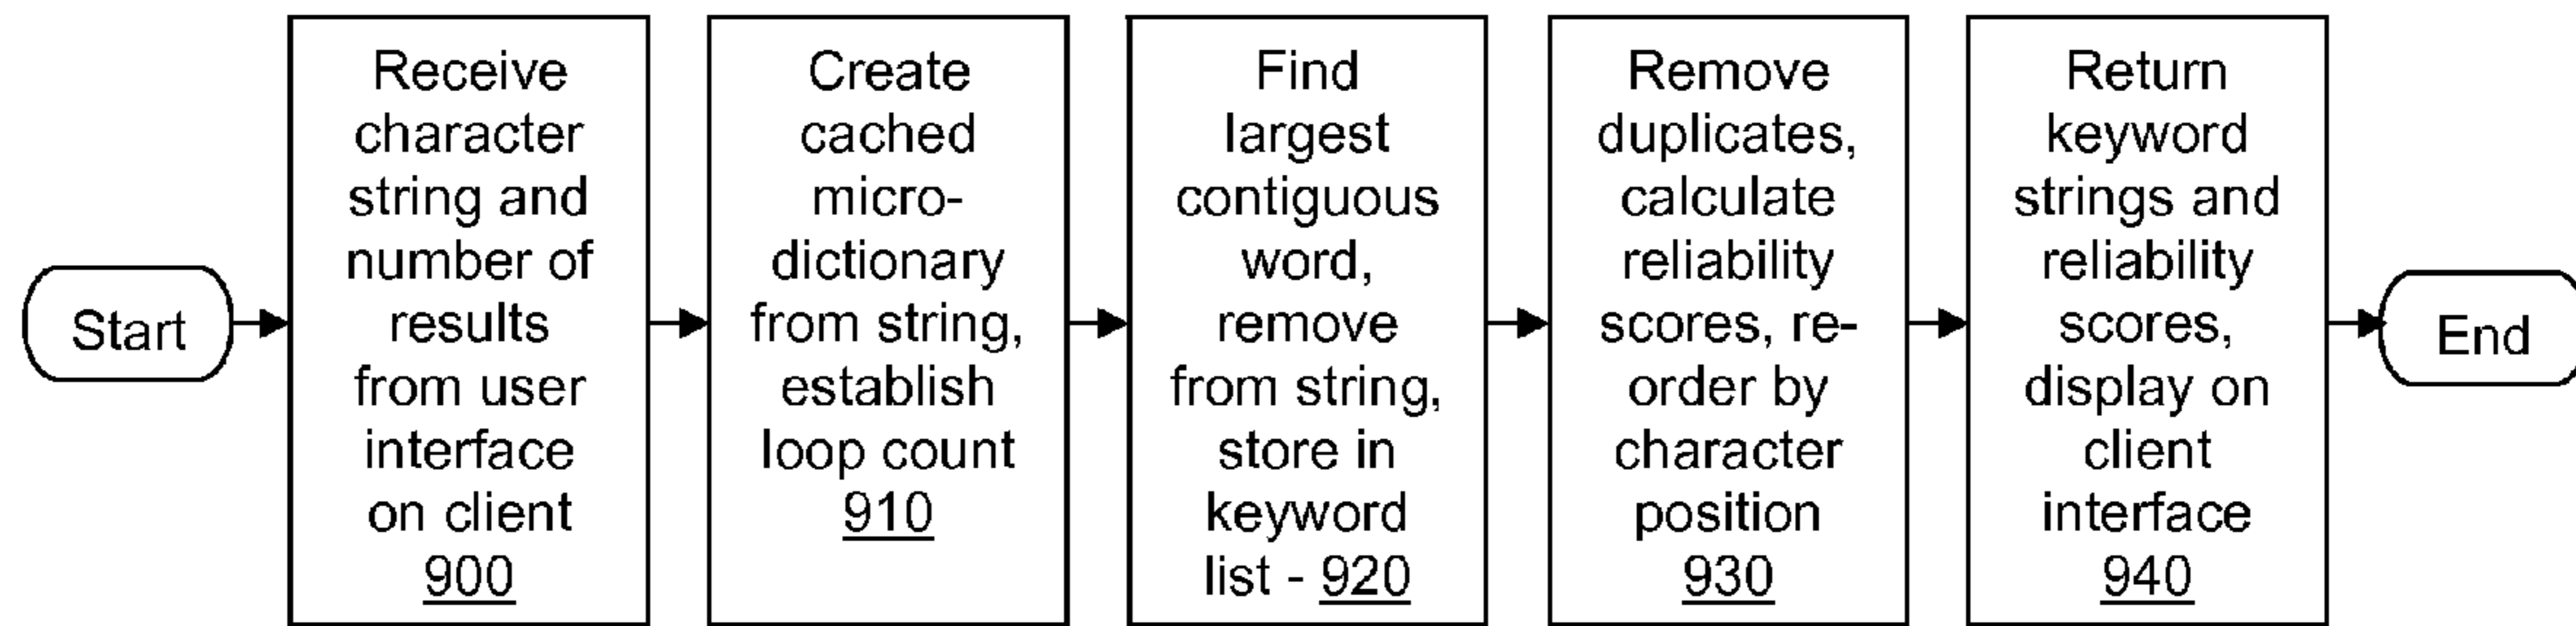 Start
Receive
character
string and
number of
results
from user
interface
on client
900
Create
cached
micro-
dictionary
from string,
establish
loop count
910
Find
largest
contiguous
word,
remove
from string,
store in
keyword
list - 920
Remove
duplicates,
calculate
reliability
scores, re-
order by
character
position
930
Return
keyword
strings and
reliability
scores,
display on
client
interface
940
End